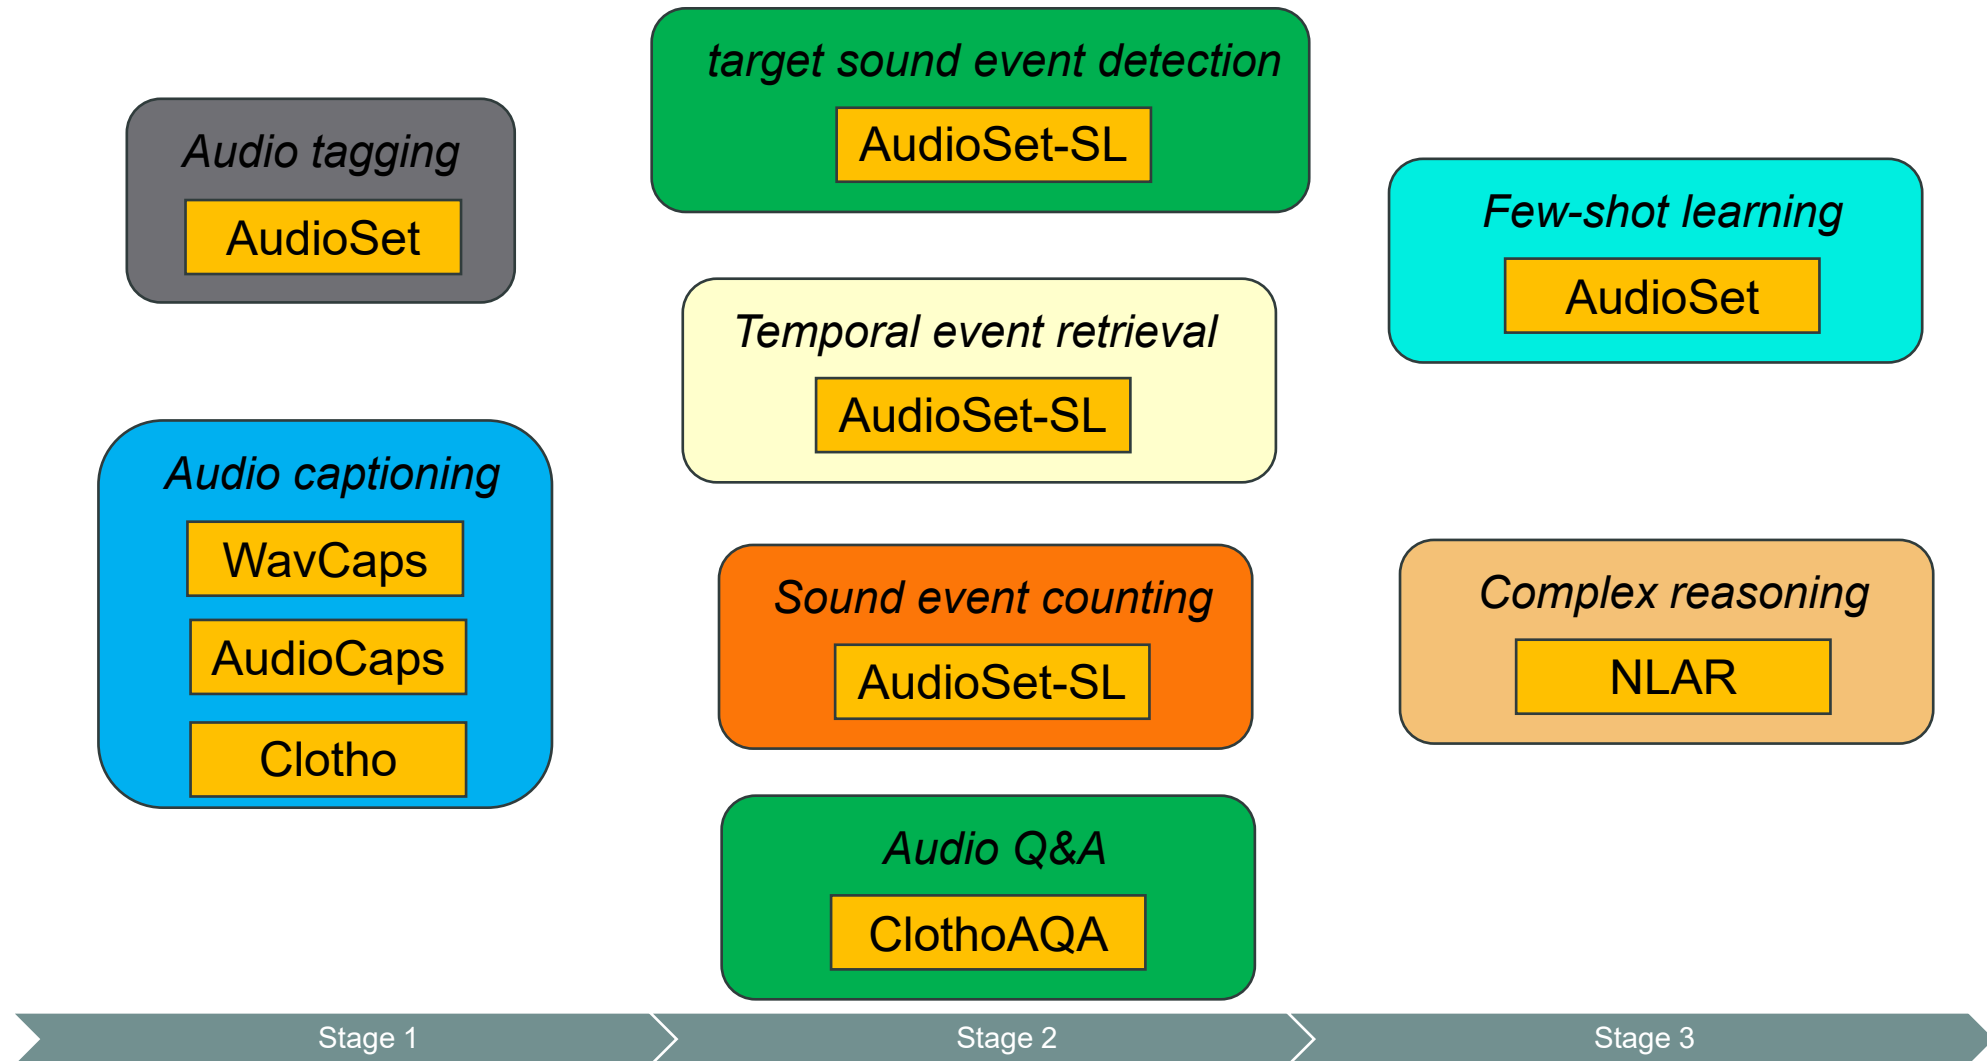 Audio tagging
AudioSet
Audio captioning
WavCaps
AudioCaps
Clotho
target sound event detection
AudioSet-SL
Temporal event retrieval
AudioSet-SL
Sound event counting
AudioSet-SL
Audio Q&A
ClothoAQA
Few-shot learning
AudioSet
Complex reasoning
NLAR
Stage 1
Stage 2
Stage 3